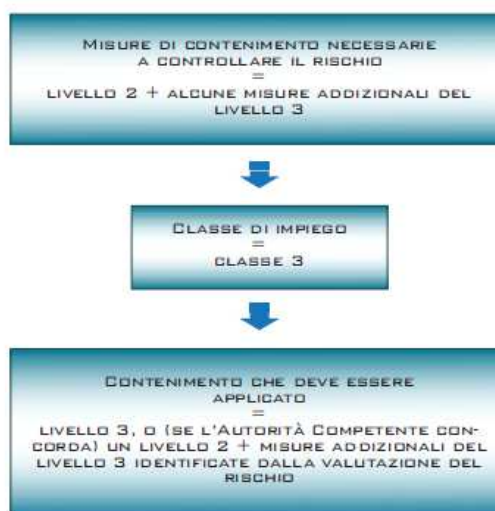 MISURE DI CONTENIMENTO NECESSARIE
A CONTROLLARE IL RISCHIO
=
LIVELLO 2 + ALCUNE MISURE ADDIZIONALI DEL
LIVELLO 3
CLASSE DI IMPIEGO
=
CLASSE 3
CONTENIMENTO CHE DEVE ESSERE
APPLICATO
=
LIVELLO 3, O (SE L'AUTORITÀ COMPETENTE CON-
CORDA) UN LIVELLO 2 + MISURE ADDIZIONALI DEL
LIVELLO 3 IDENTIFICATE DALLA VALUTAZIONE DEL
RISCHIO